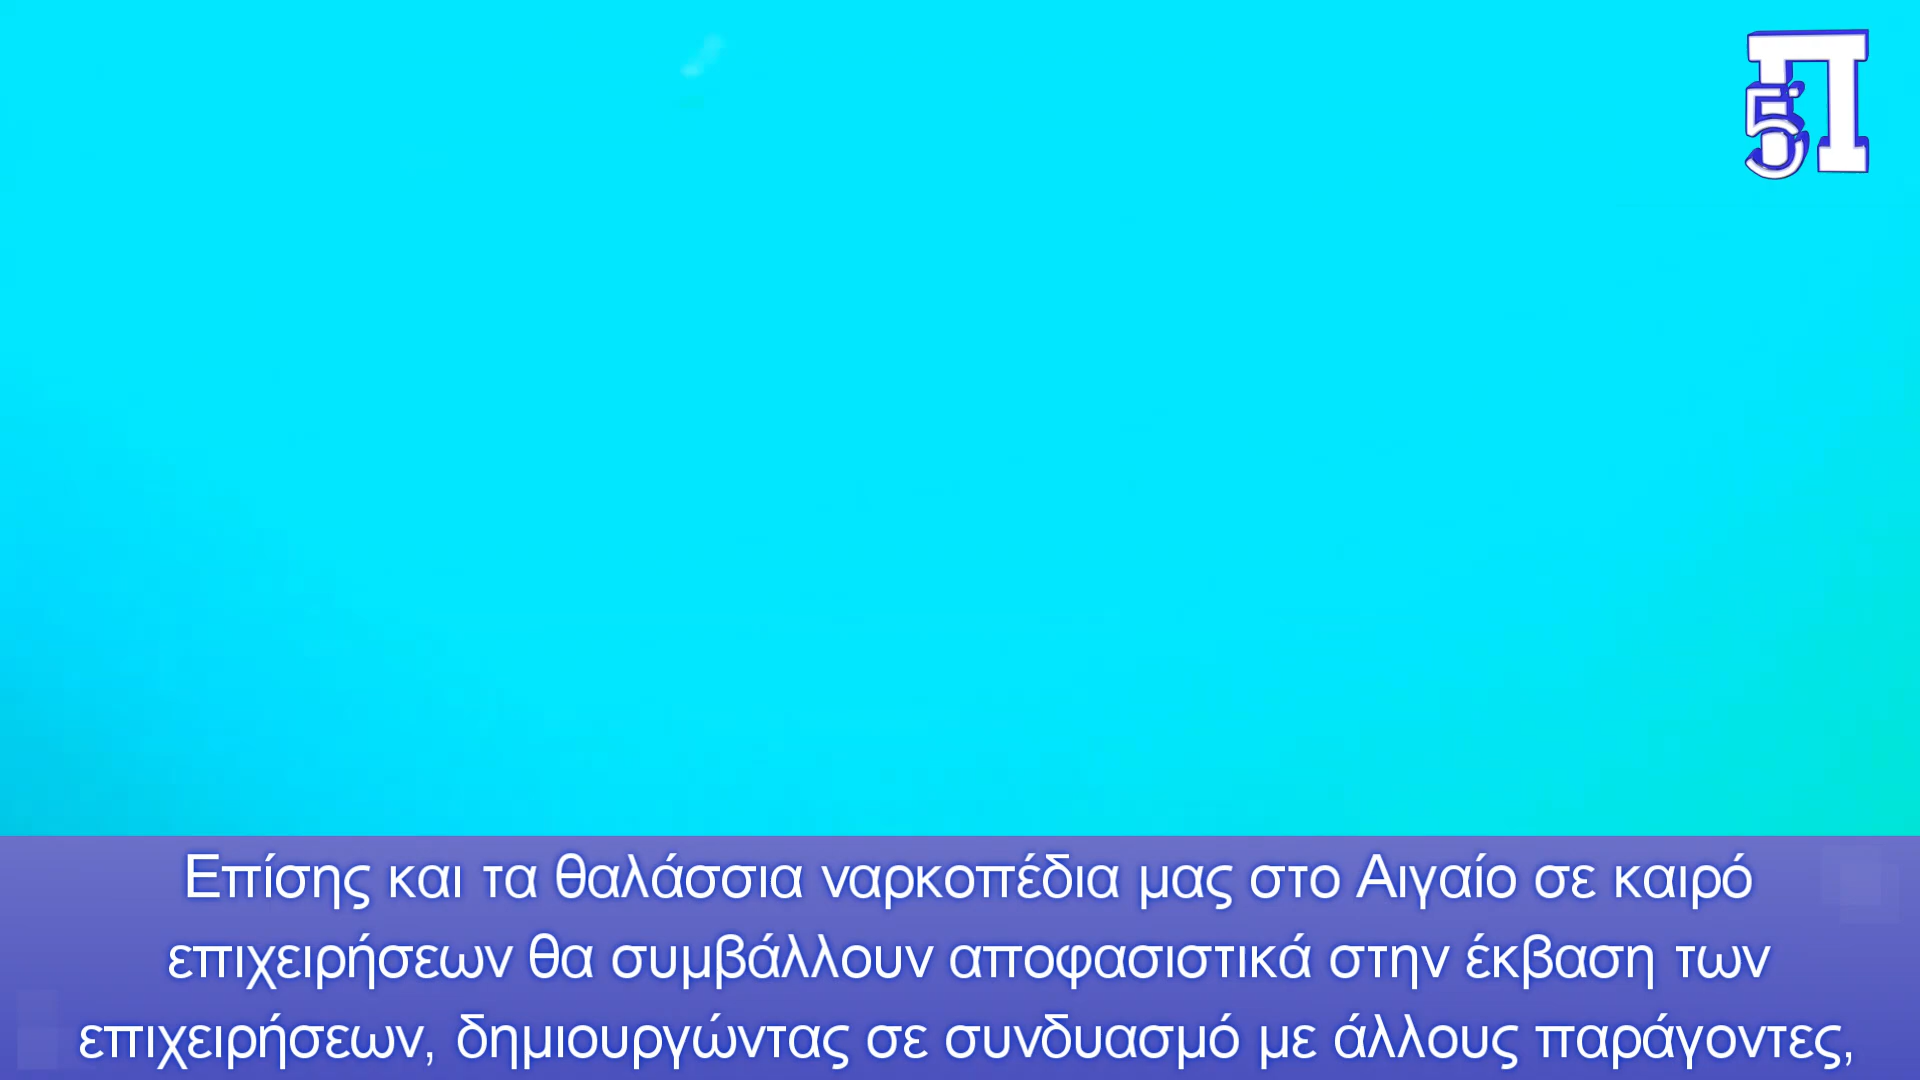 5'Π
Επίσης και τα θαλάσσια ναρκοπέδια μας στο Αιγαίο σε καιρό
επιχειρήσεων θα συμβάλλουν αποφασιστικά στην έκβαση των
επιχειρήσεων, δημιουργώντας σε συνδυασμό με άλλους παράγοντες,